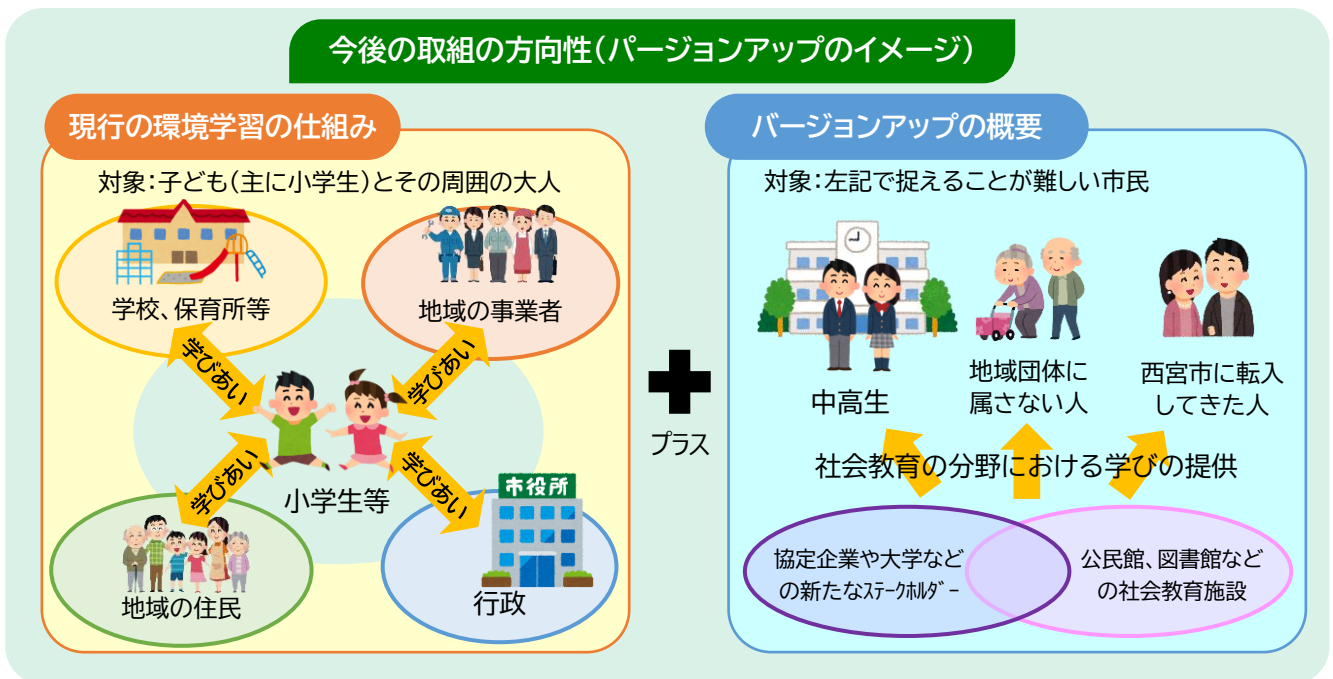 今後の取組の方向性（パージョンアップのイメージ）
現行の環境学習の仕組み
対象：子ども（主に小学生）とその周囲の大人
学校、保育所等
地域の事業者
学びあい
学びあい
小学生等
学びあい
学びあい
市役所
地域の住民
行政
プラス
バージョンアップの概要
対象：左記で捉えることが難しい市民
中高生
地域団体に
属さない人
西宮市に転入
してきた人
社会教育の分野における学びの提供
協定企業や大学など
の新たなｽﾃｰｸﾎﾙﾀﾞｰ
公民館、図書館など
の社会教育施設